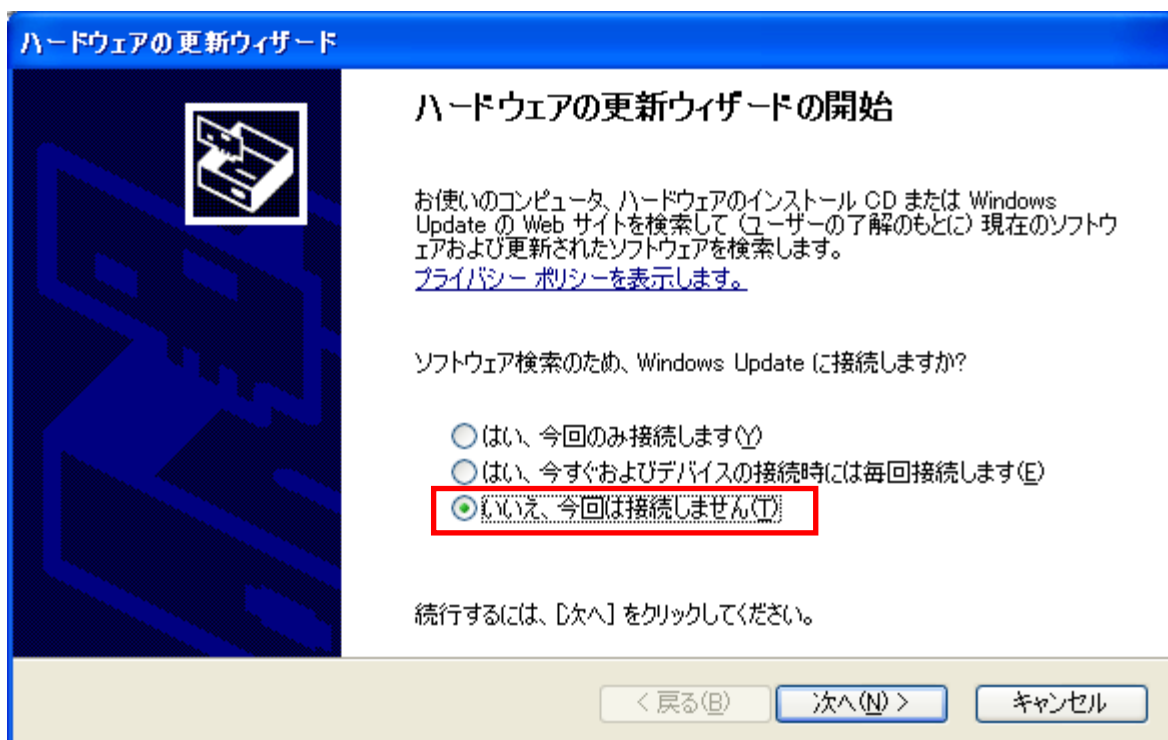 ハードウェアの更新ウィザード
ハードウェアの更新ウィザードの開始
お使いのコンピュータ、ハードウェアのインストール CD または Windows
Update の Web サイトを検索して (ユーザーの了解のもとに) 現在のソフトウ
ェアおよび更新されたソフトウェアを検索します。
プライバシー ポリシーを表示します。
ソフトウェア検索のため、Windows Update に接続しますか?
はい、今回のみ接続します(Y)
はい、今すぐおよびデバイスの接続時には毎回接続します(E)
いいえ、今回は接続しません(T)
続行するには、[次へ] をクリックしてください。
< 戻る(B) 次へ(N) > キャンセル